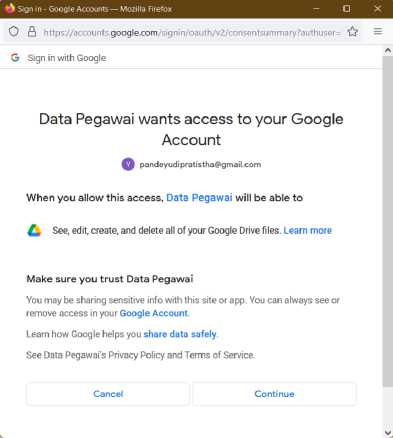 Sign in - Google Accounts — Mozilla Firefox
https://accounts.google.com/signin/oauth/v2/consentsummary?authuser=
Sign in with Google
Data Pegawai wants access to your Google
Account
Y pandeyudipratistha@gmail.com
When you allow this access, Data Pegawai will be able to
See, edit, create, and delete all of your Google Drive files. Learn more
Make sure you trust Data Pegawai
You may be sharing sensitive info with this site or app. You can always see or
remove access in your Google Account.
Learn how Google helps you share data safely.
See Data Pegawai's Privacy Policy and Terms of Service.
Cancel Continue